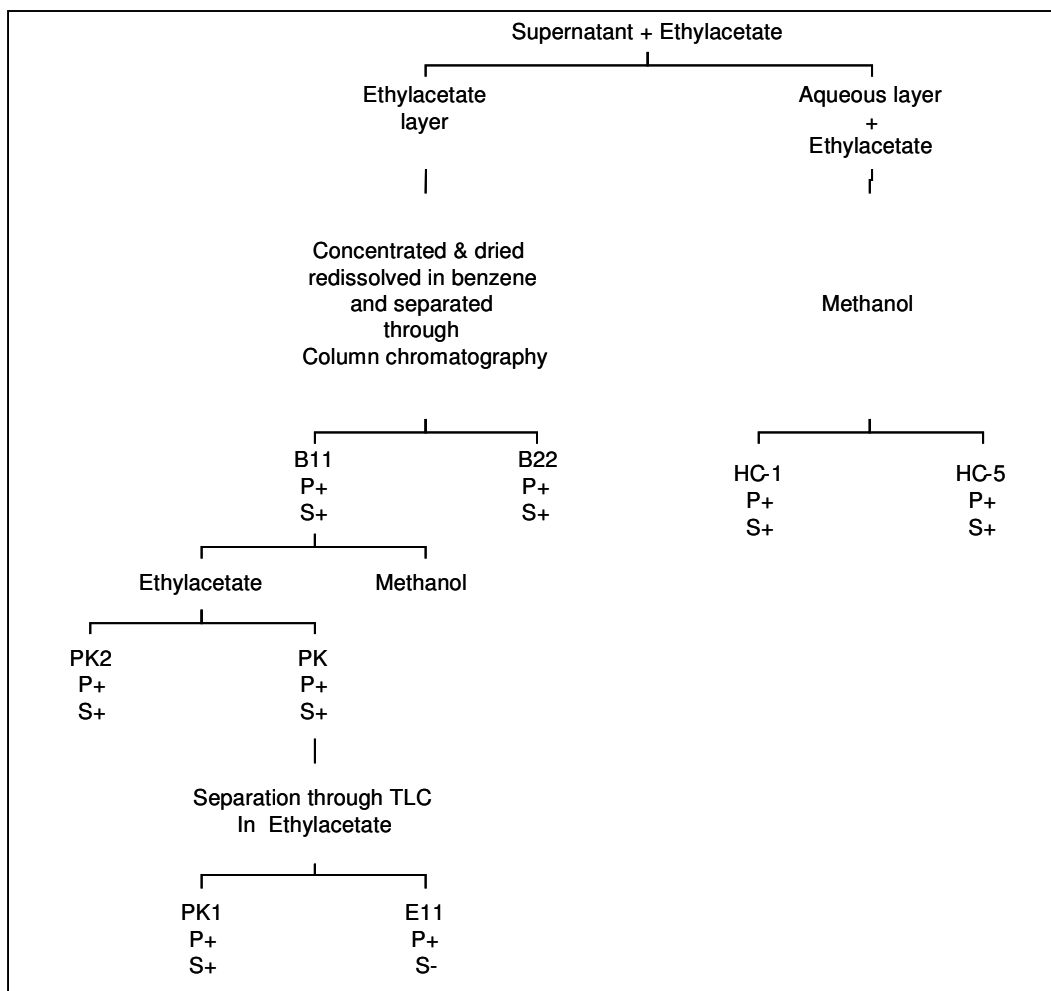 Supernatant + Ethylacetate
Ethylacetate
layer
Aqueous layer
+
Ethylacetate
Concentrated & dried
redissolved in benzene
and separated
through
Column chromatography
Methanol
B11
P+
S+
B22
P+
S+
HC-1
P+
S+
HC-5
P+
S+
Ethylacetate
Methanol
PK2
P+
S+
PK
P+
S+
Separation through TLC
In Ethylacetate
PK1
P+
S+
E11
P+
S-